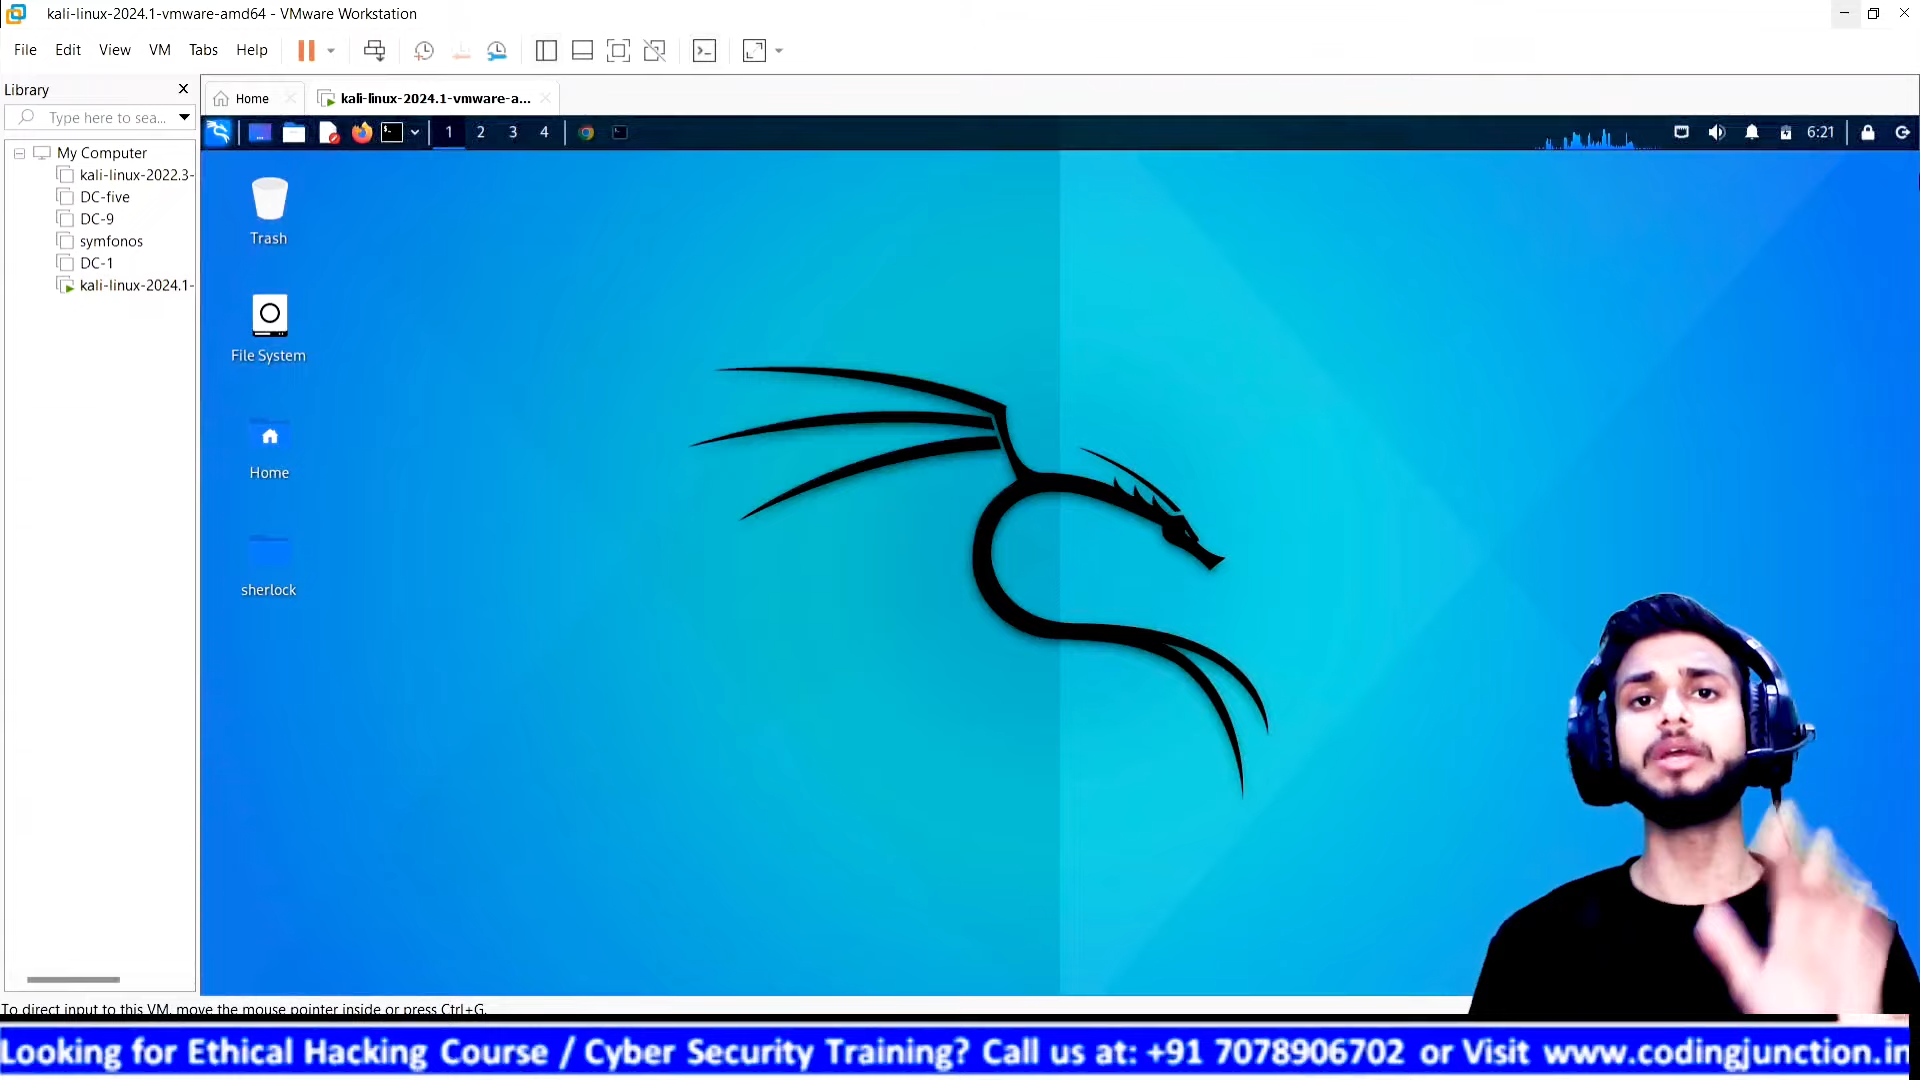 kali-linux-2024.1-vmware-amd64 - VMware Workstation
File Edit View VM Tabs Help
Library
Home
kali-linux-2024.1-vmware-a...
Type here to sea...
1 2 3 4
6:21
My Computer
kali-linux-2022.3-
DC-five
DC-9
symfonos
DC-1
kali-linux-2024.1-
Trash
File System
Home
sherlock
To direct input to this VM, move the mouse pointer inside or press Ctrl+G.
Looking for Ethical Hacking Course / Cyber Security Training? Call us at: +91 7078906702 or Visit www.codingjunction.in